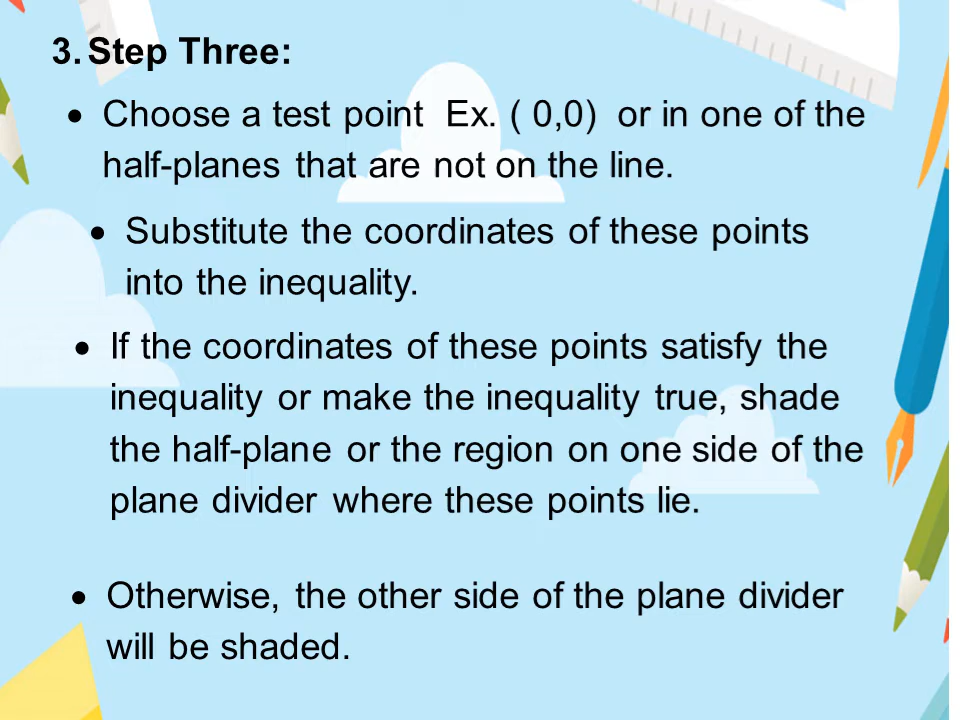 3. Step Three:
• Choose a test point Ex. ( 0,0) or in one of the
half-planes that are not on the line.
• Substitute the coordinates of these points
into the inequality.
• If the coordinates of these points satisfy the
inequality or make the inequality true, shade
the half-plane or the region on one side of the
plane divider where these points lie.
• Otherwise, the other side of the plane divider
will be shaded.